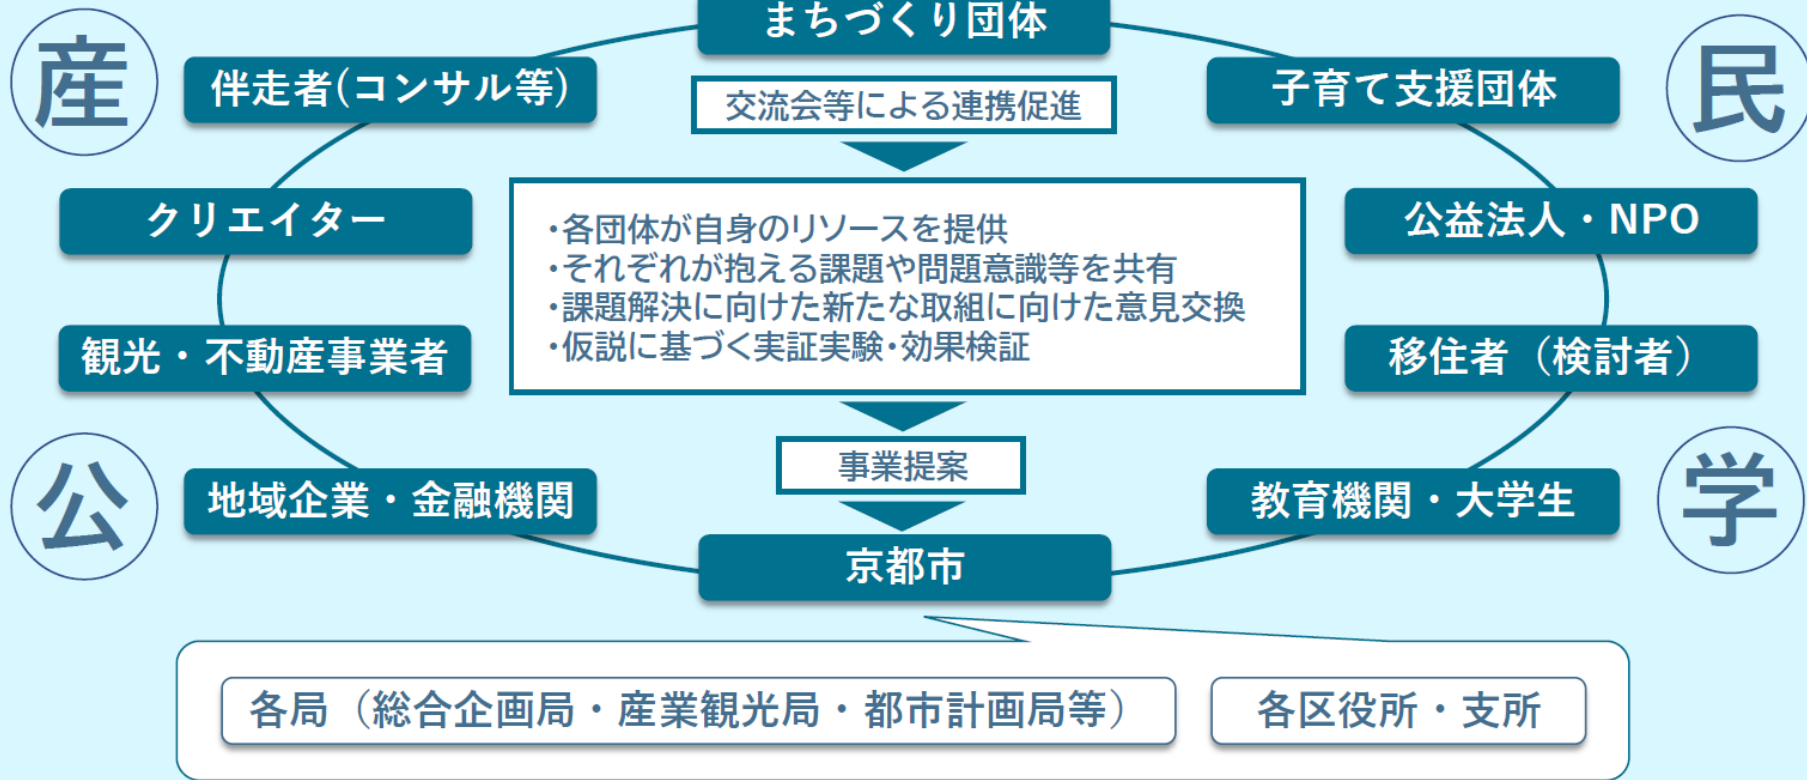 まちづくり団体
産
民
伴走者(コンサル等)
交流会等による連携促進
子育て支援団体
クリエイター
・各団体が自身のリソースを提供
・それぞれが抱える課題や問題意識等を共有
・課題解決に向けた新たな取組に向けた意見交換
・仮説に基づく実証実験・効果検証
公益法人・NPO
観光・不動産事業者
移住者（検討者）
公
地域企業・金融機関
事業提案
教育機関・大学生
学
京都市
各局（総合企画局・産業観光局・都市計画局等）
各区役所・支所